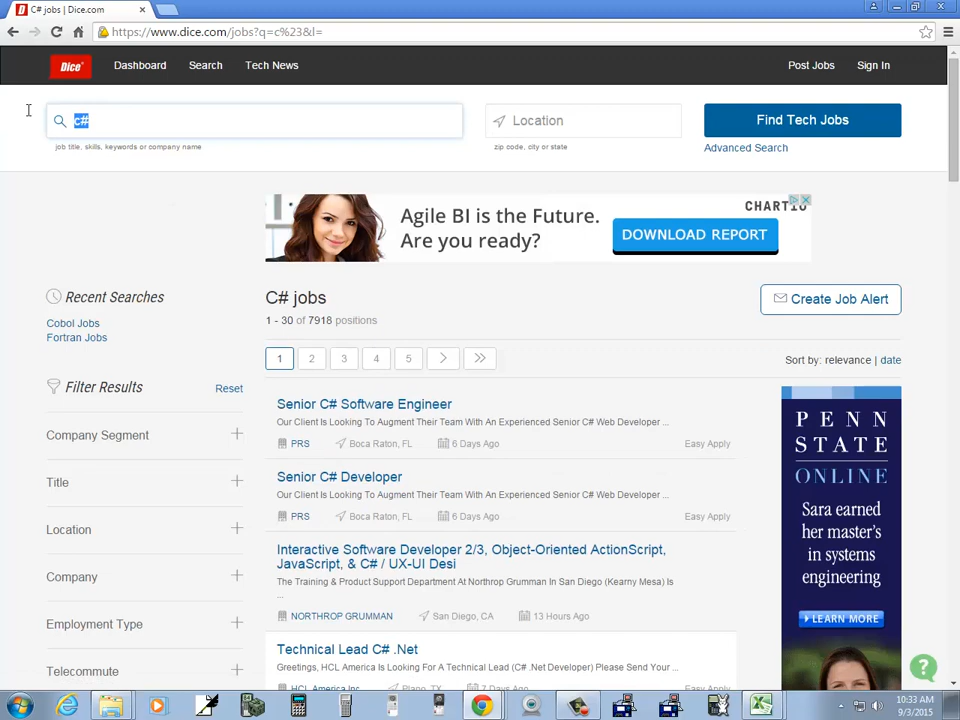 C# jobs | Dice.com
https://www.dice.com/jobs?q=c%23&l=
Dice
Dashboard
Search
Tech News
Post Jobs
Sign In
c#
Location
Find Tech Jobs
job title, skills, keywords or company name
zip code, city or state
Advanced Search
Agile BI is the Future.
Are you ready?
CHARTIO
DOWNLOAD REPORT
Recent Searches
Cobol Jobs
Fortran Jobs
C# jobs
1 - 30 of 7918 positions
Create Job Alert
1 2 3 4 5
Sort by: relevance | date
Filter Results
Reset
Company Segment
Title
Location
Company
Employment Type
Telecommute
Senior C# Software Engineer
Our Client Is Looking To Augment Their Team With An Experienced Senior C# Web Developer ...
PRS Boca Raton, FL 6 Days Ago Easy Apply
Senior C# Developer
Our Client Is Looking To Augment Their Team With An Experienced Senior C# Web Developer ...
PRS Boca Raton, FL 6 Days Ago Easy Apply
Interactive Software Developer 2/3, Object-Oriented ActionScript,
JavaScript, & C# / UX-UI Desi
The Training & Product Support Department At Northrop Grumman In San Diego (Kearny Mesa) Is
...
NORTHROP GRUMMAN San Diego, CA 13 Hours Ago
Technical Lead C# .Net
Greetings, HCL America Is Looking For A Technical Lead (C# .Net Developer) Please Send Your ...
HCL America Inc. Plano, TX 7 Days Ago
PENN
STATE
ONLINE
Sara earned
her master's
in systems
engineering
LEARN MORE
10:33 AM
9/3/2015